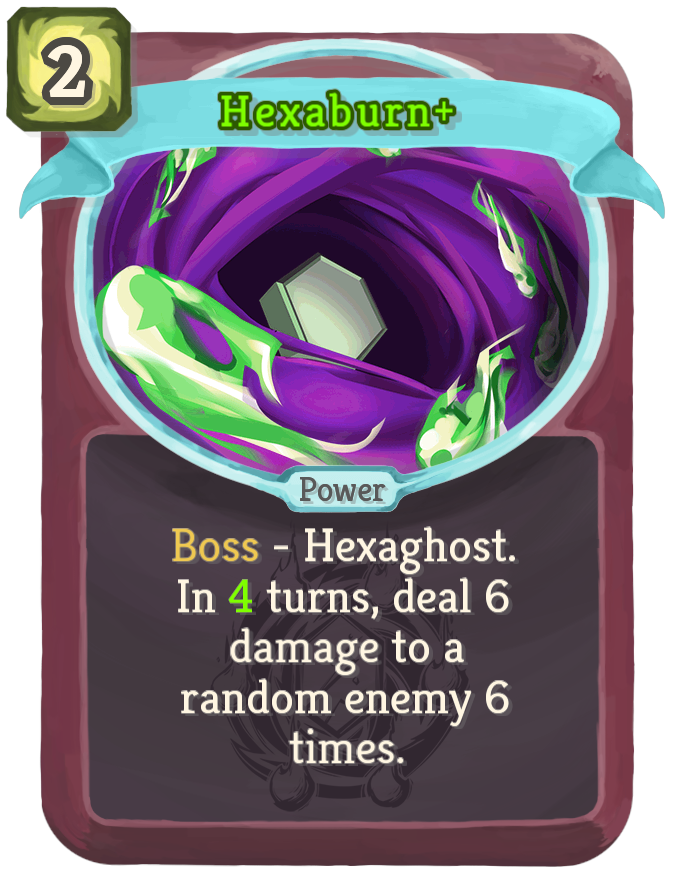 2
Hexaburn+
Power
Boss - Hexaghost.
In 4 turns, deal 6
damage to a
random enemy 6
times.